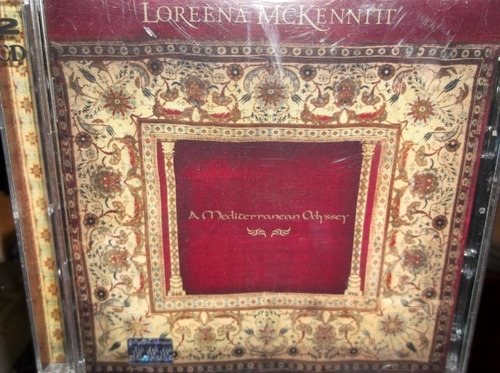 LOREENA MCKENNITT
2
CD
A Mediterranean Odyssey